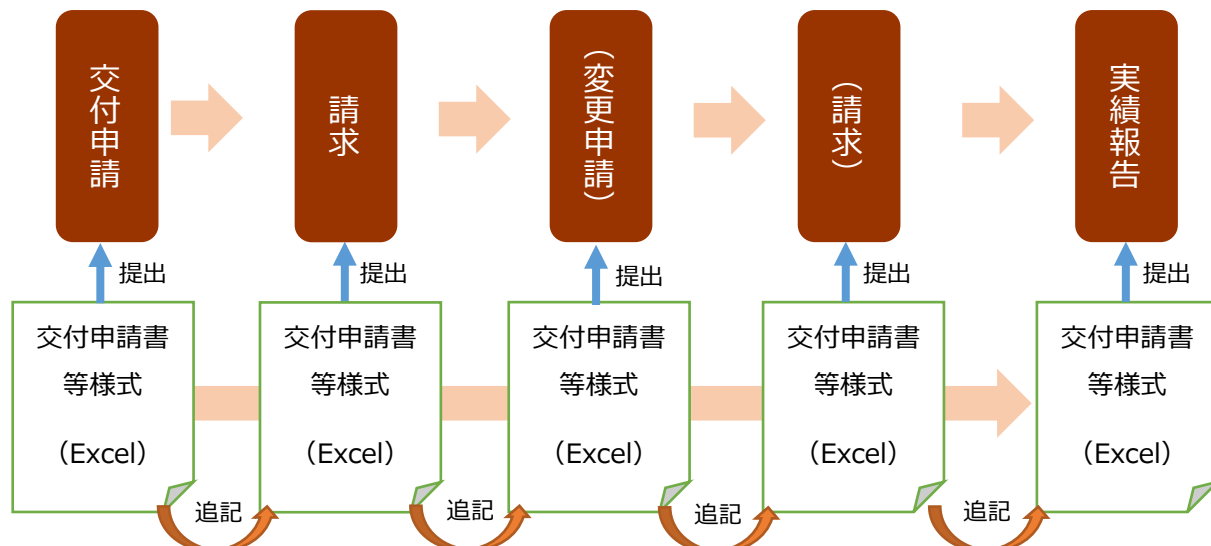 交付申請
請求
（変更申請）
（請求）
実績報告
提出
提出
提出
提出
提出
交付申請書
等様式
（Excel）
交付申請書
等様式
（Excel）
交付申請書
等様式
（Excel）
交付申請書
等様式
（Excel）
交付申請書
等様式
（Excel）
追記
追記
追記
追記